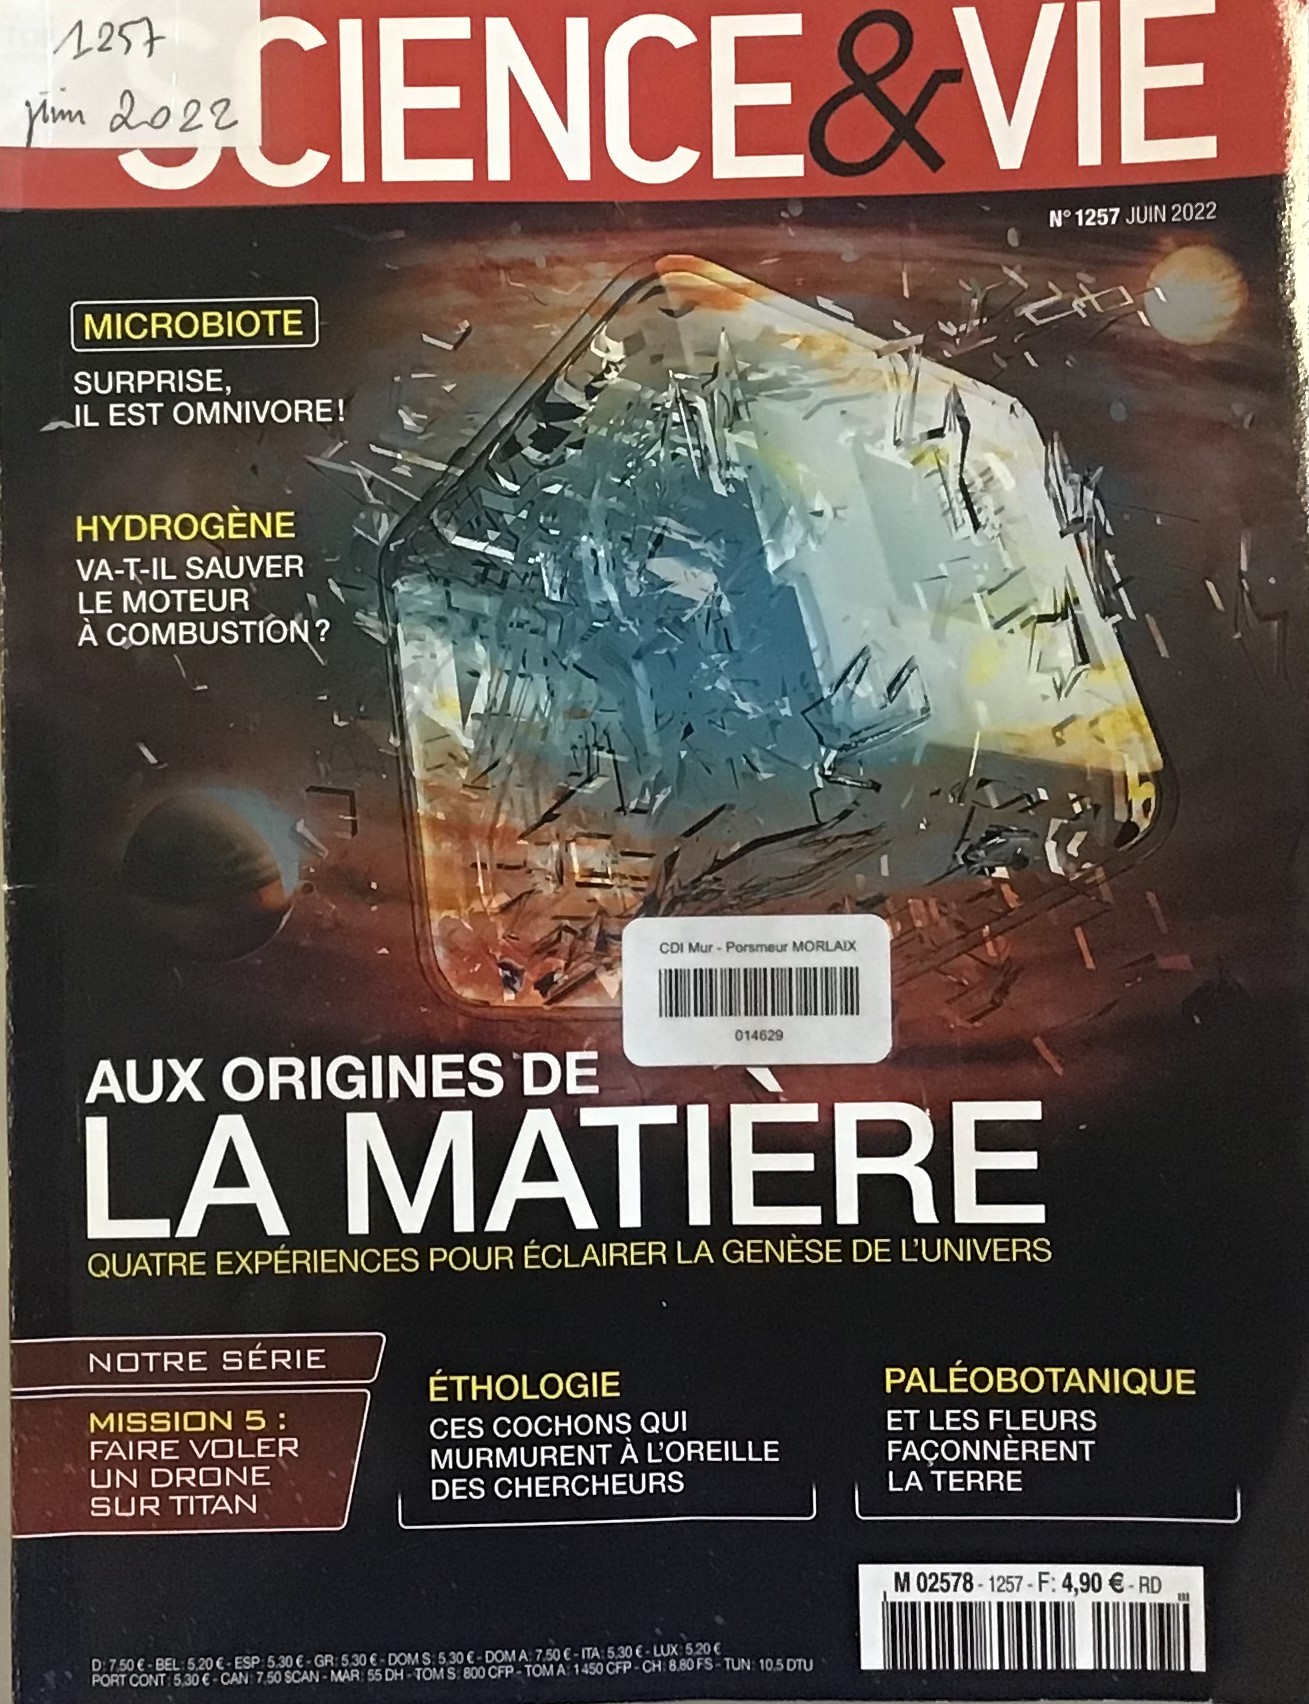 1257
juin 2022
SCIENCE&VIE
N° 1257 JUIN 2022
MICROBIOTE
SURPRISE,
IL EST OMNIVORE !
HYDROGÈNE
VA-T-IL SAUVER
LE MOTEUR
À COMBUSTION ?
CDI Mur - Porsmeur MORLAIX
014629
AUX ORIGINES DE
LA MATIÈRE
QUATRE EXPÉRIENCES POUR ÉCLAIRER LA GENÈSE DE L'UNIVERS
NOTRE SÉRIE
MISSION 5 :
FAIRE VOLER
UN DRONE
SUR TITAN
ÉTHOLOGIE
CES COCHONS QUI
MURMURENT À L'OREILLE
DES CHERCHEURS
PALÉOBOTANIQUE
ET LES FLEURS
FAÇONNÈRENT
LA TERRE
M 02578 - 1257 - F: 4,90 € - RD
D: 7,50 € - BEL: 5,20 € - ESP: 5,30 € - GR: 5,30 € - DOM S: 5,30 € - DOM A: 7,50 € - ITA: 5,30 € - LUX: 5,20 €
PORT CONT: 5,30 € - CAN: 7,50 $CAN - MAR: 55 DH - TOM S: 800 CFP - TOM A: 1450 CFP - CH: 8,80 FS - TUN: 10,5 DTU